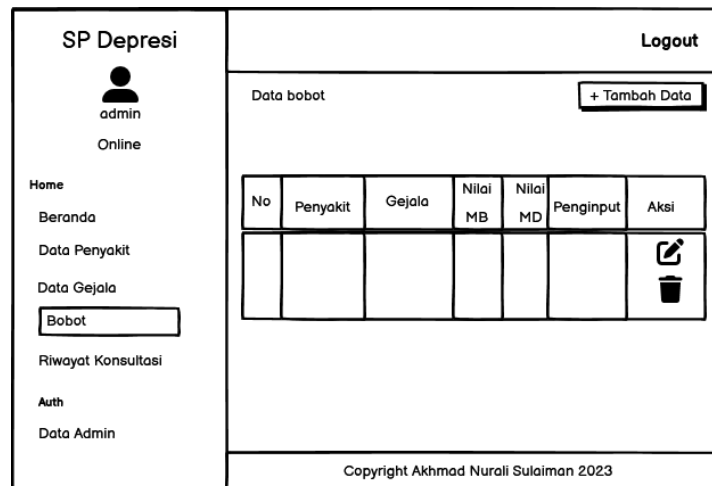 SP Depresi
admin
Online
Home
Beranda
Data Penyakit
Data Gejala
Bobot
Riwayat Konsultasi
Auth
Data Admin
Logout
Data bobot
+ Tambah Data
No
Penyakit
Gejala
Nilai
MB
Nilai
MD
Penginput
Aksi
Copyright Akhmad Nurali Sulaiman 2023